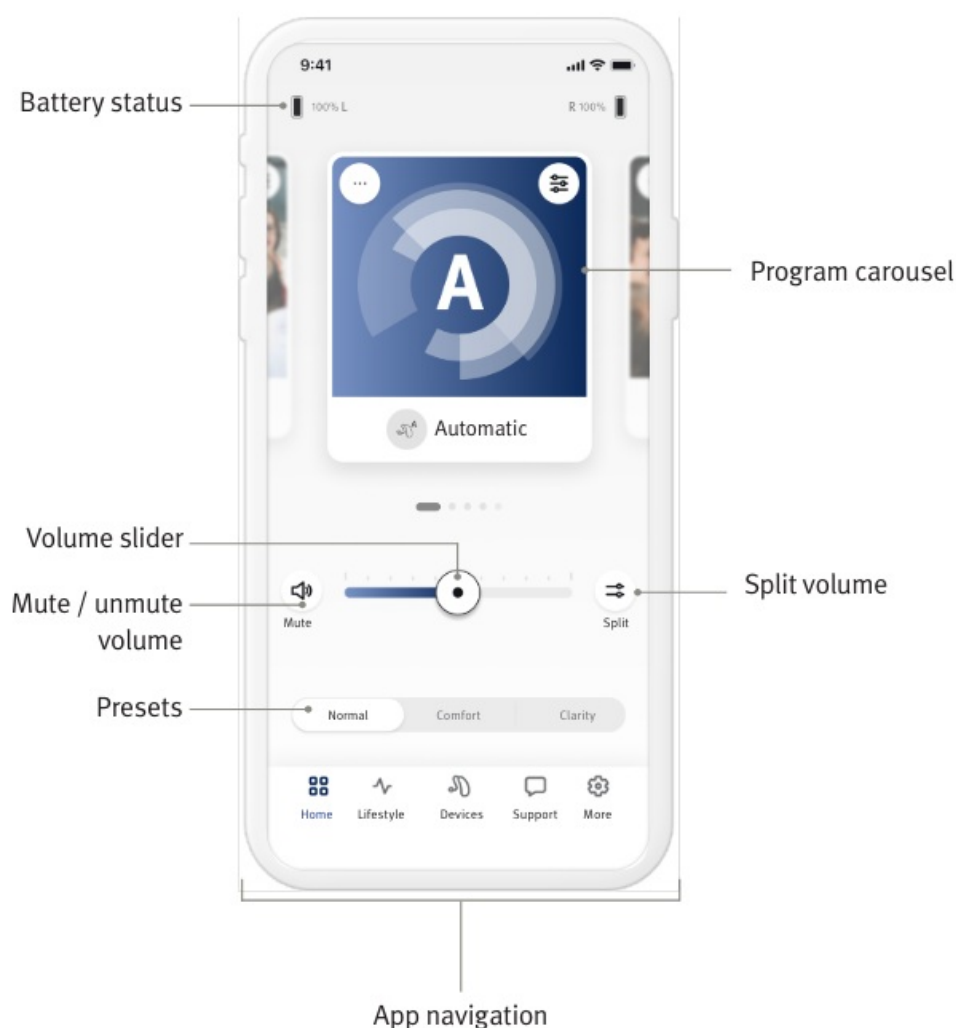 9:41
Battery status
100% L
R 100%
...
A
Program carousel
A
Automatic
Volume slider
Mute / unmute
volume
Mute
Split volume
Split
Presets
Normal
Comfort
Clarity
Home
Lifestyle
Devices
Support
More
App navigation